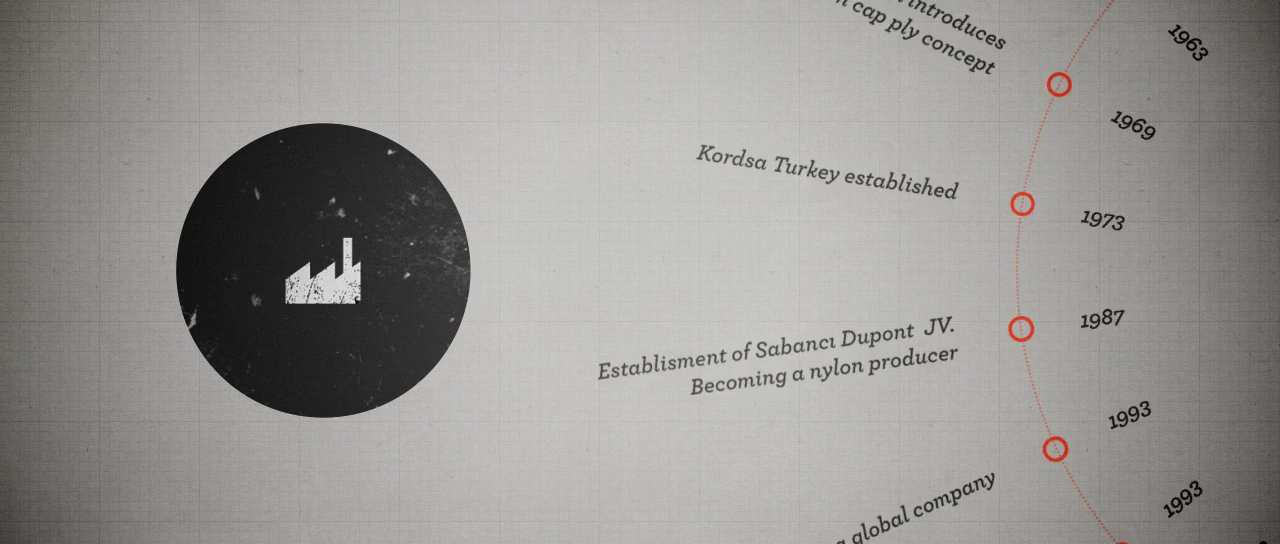 introduces
cap ply concept
1963
1969
Kordsa Turkey established
1973
Establisment of Sabancı Dupont JV.
Becoming a nylon producer
1987
1993
global company
1993